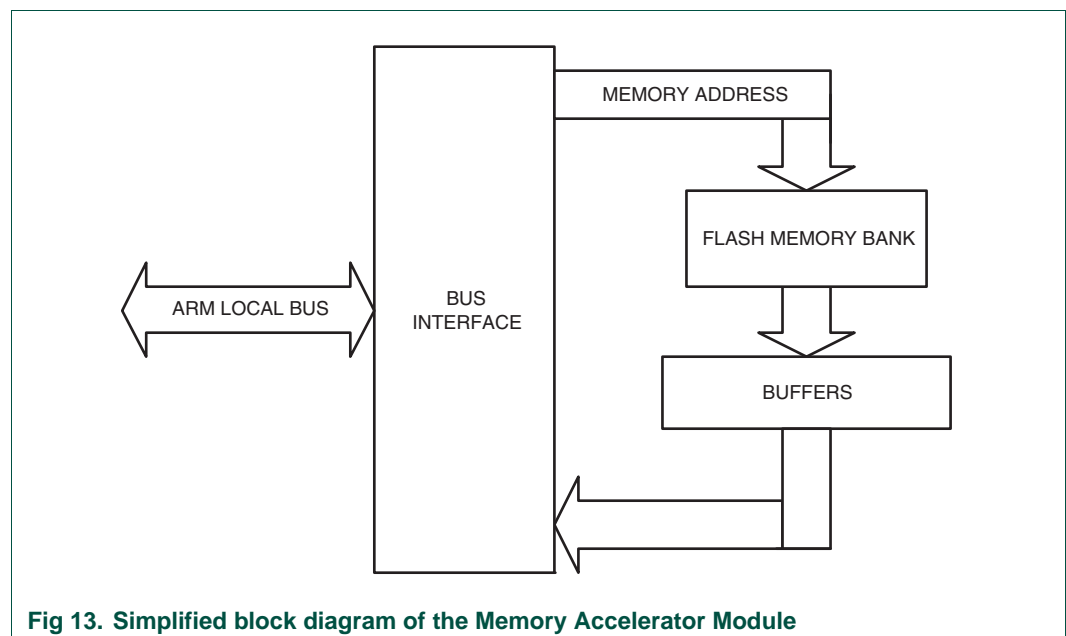 MEMORY ADDRESS
FLASH MEMORY BANK
ARM LOCAL BUS
BUS
INTERFACE
BUFFERS
Fig 13. Simplified block diagram of the Memory Accelerator Module